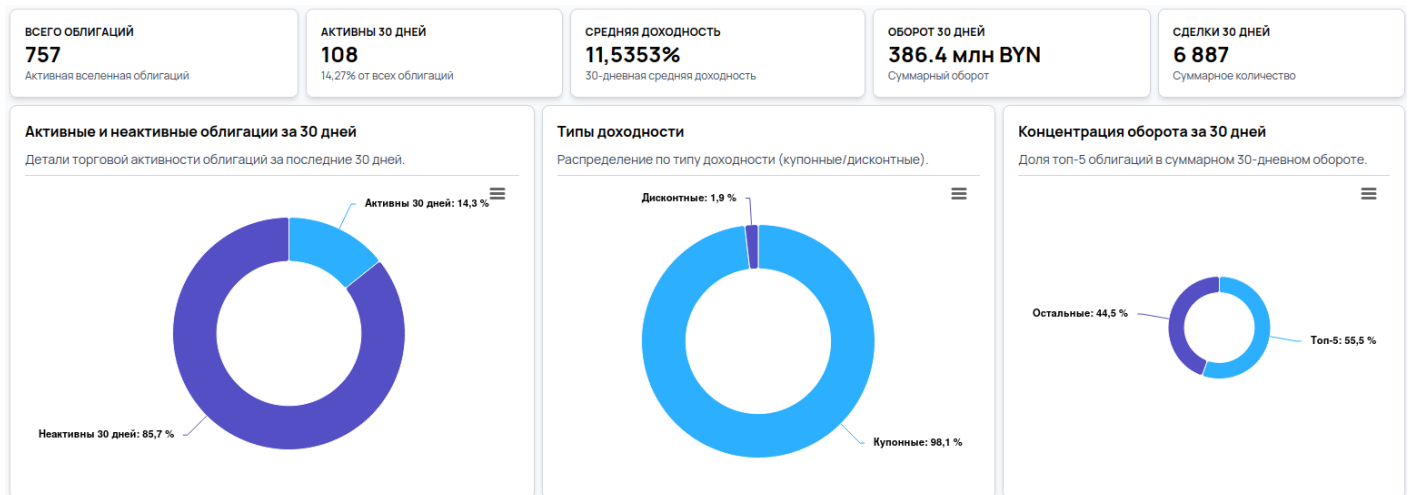 ВСЕГО ОБЛИГАЦИЙ
757
Активная вселенная облигаций
АКТИВНЫ 30 ДНЕЙ
108
14,27% от всех облигаций
СРЕДНЯЯ ДОХОДНОСТЬ
11,5353%
30-дневная средняя доходность
ОБОРОТ 30 ДНЕЙ
386.4 млн BYN
Суммарный оборот
СДЕЛКИ 30 ДНЕЙ
6 887
Суммарное количество
Активные и неактивные облигации за 30 дней
Детали торговой активности облигаций за последние 30 дней.
Активны 30 дней: 14,3 %
Неактивны 30 дней: 85,7 %
Типы доходности
Распределение по типу доходности (купонные/дисконтные).
Дисконтные: 1,9 %
Купонные: 98,1 %
Концентрация оборота за 30 дней
Доля топ-5 облигаций в суммарном 30-дневном обороте.
Остальные: 44,5 %
Топ-5: 55,5 %